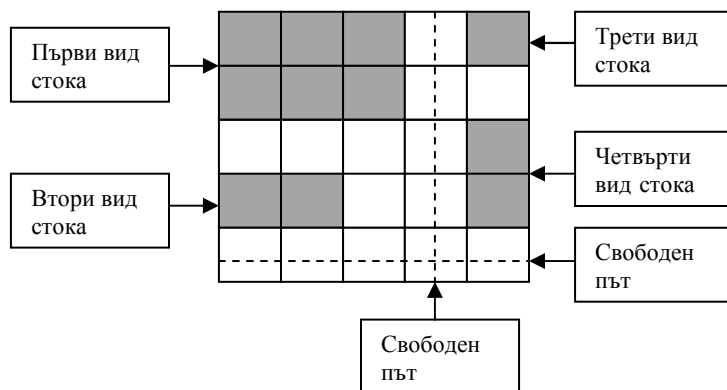 Първи вид
стока
Трети вид
стока
Втори вид
стока
Четвърти
вид стока
Свободен
път
Свободен
път